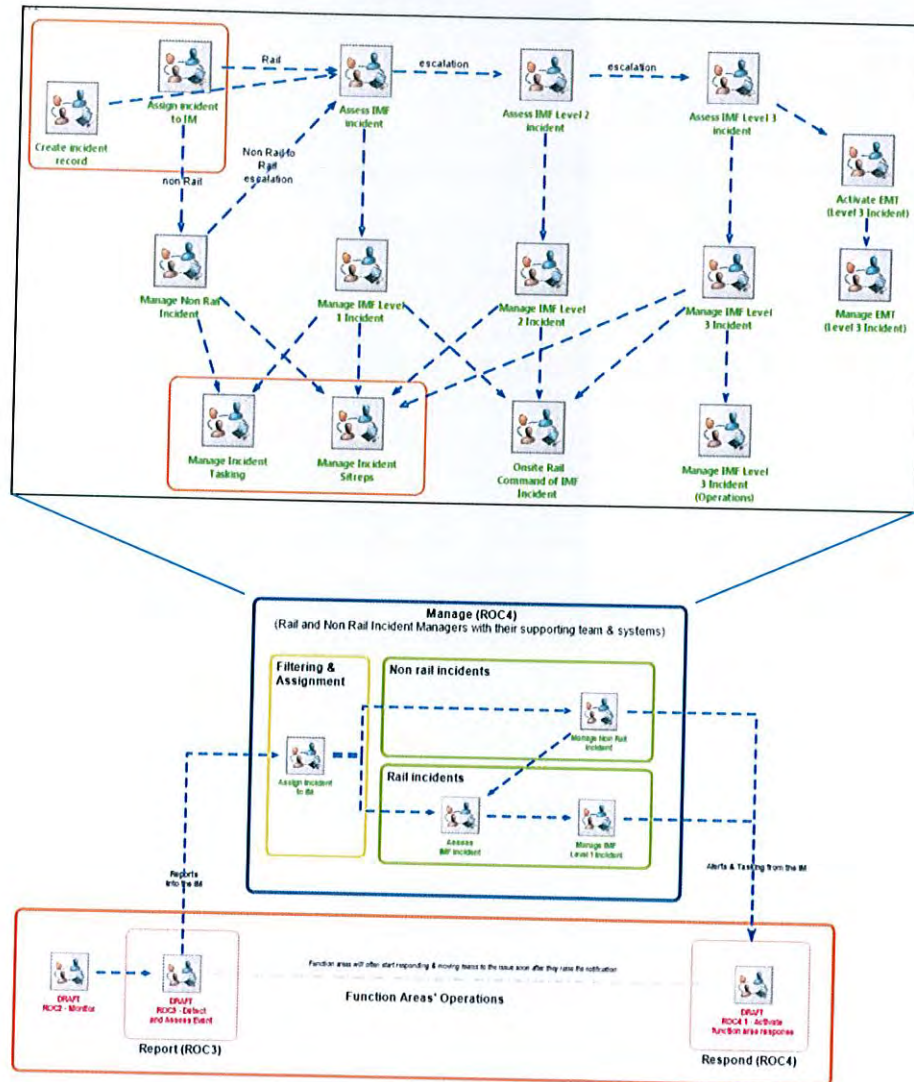 Rail
escalation
escalation
Assign incident
to IM
Assess IMF
incident
Assess IMF Level 2
incident
Assess IMF Level 3
incident
Create incident
record
non Rail
Non Rail to
Rail
escalation
Activate EMT
(Level 3 Incident)
Manage Non Rail
Incident
Manage IMF Level
1 Incident
Manage IMF Level
2 Incident
Manage IMF Level
3 Incident
Manage EMT
(Level 3 Incident)
Manage Incident
Tasking
Manage Incident
Sitreps
Onsite Rail
Command of IMF
Incident
Manage IMF Level
3 Incident
(Operations)
Manage (ROC4)
(Rail and Non Rail Incident Managers with their supporting team & systems)
Filtering &
Assignment
Non rail incidents
Manage Non Rail
Incident
Assign Incident
to IM
Rail incidents
Assess
IMF Incident
Manage IMF
Level 1 Incident
Reports
Into the IM
Alerts & Tasking from the IM
Function areas will often start responding & moving teams to the issue soon after they raise the notification
DRAFT
ROC2 - Monitor
DRAFT
ROC3 - Detect
and Assess Event
Function Areas' Operations
DRAFT
ROC4.1 - Activate
function area response
Report (ROC3)
Respond (ROC4)